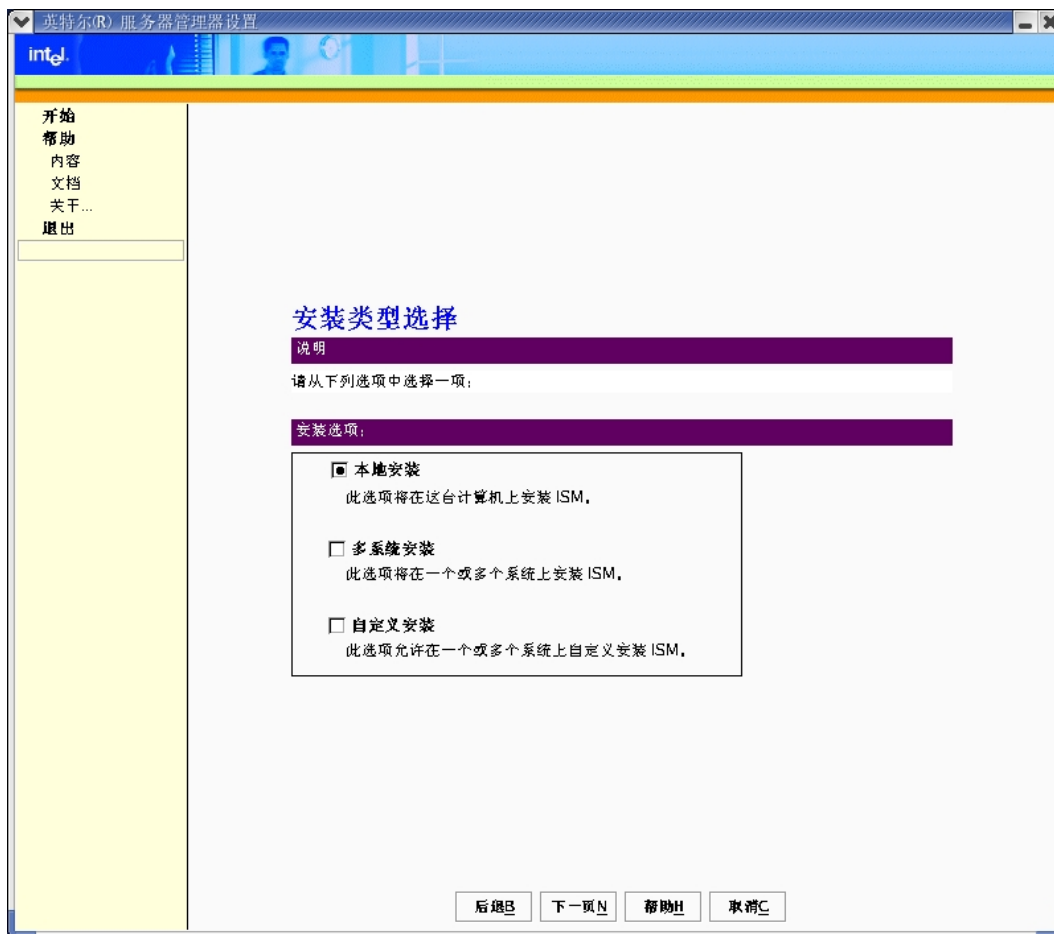 英特尔(R) 服务器管理器设置
intel.
开始
帮助
内容
文档
关于...
退出
安装类型选择
说明
请从下列选项中选择一项：
安装选项：
本地安装
此选项将在这台计算机上安装 ISM。
多系统安装
此选项将在一个或多个系统上安装 ISM。
自定义安装
此选项允许在一个或多个系统上自定义安装 ISM。
后退B 下一项N 帮助H 取消C